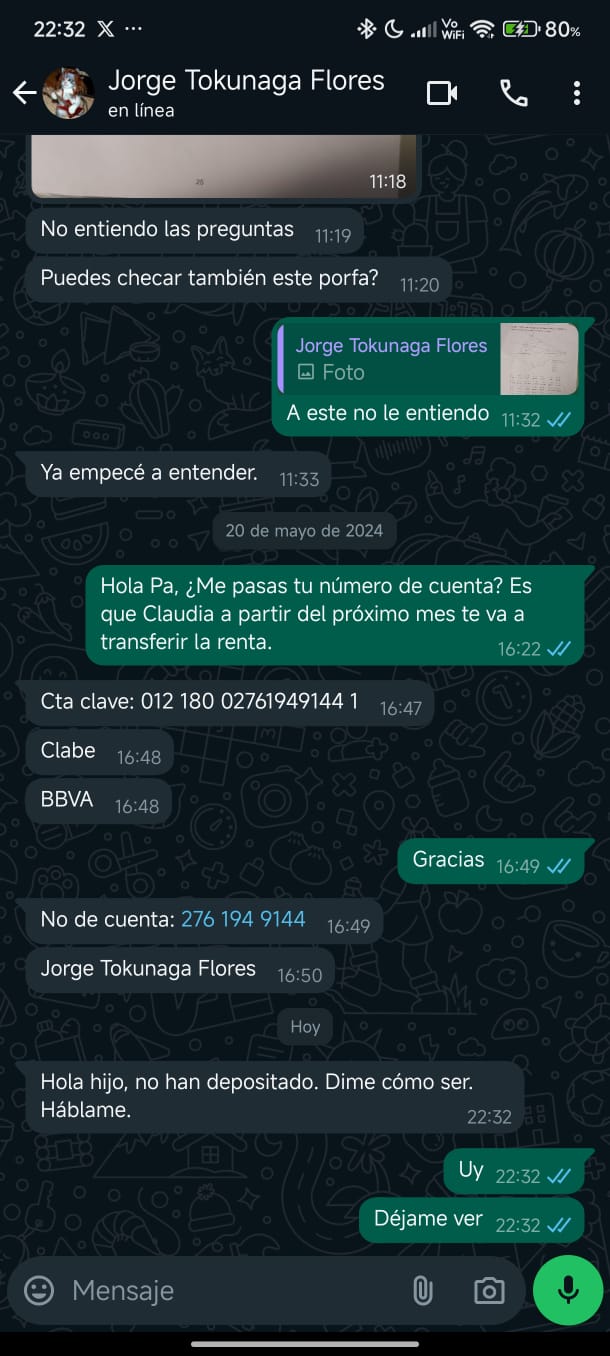 22:32 X ...
Vo WiFi 80%
Jorge Tokunaga Flores
en línea
26
11:18
No entiendo las preguntas 11:19
Puedes checar también este porfa? 11:20
Jorge Tokunaga Flores
Foto
A este no le entiendo 11:32
Ya empecé a entender. 11:33
20 de mayo de 2024
Hola Pa, ¿Me pasas tu número de cuenta? Es
que Claudia a partir del próximo mes te va a
transferir la renta. 16:22
Cta clave: 012 180 02761949144 1 16:47
Clabe 16:48
BBVA 16:48
Gracias 16:49
No de cuenta: 276 194 9144 16:49
Jorge Tokunaga Flores 16:50
Hoy
Hola hijo, no han depositado. Dime cómo ser.
Háblame. 22:32
Uy 22:32
Déjame ver 22:32
Mensaje